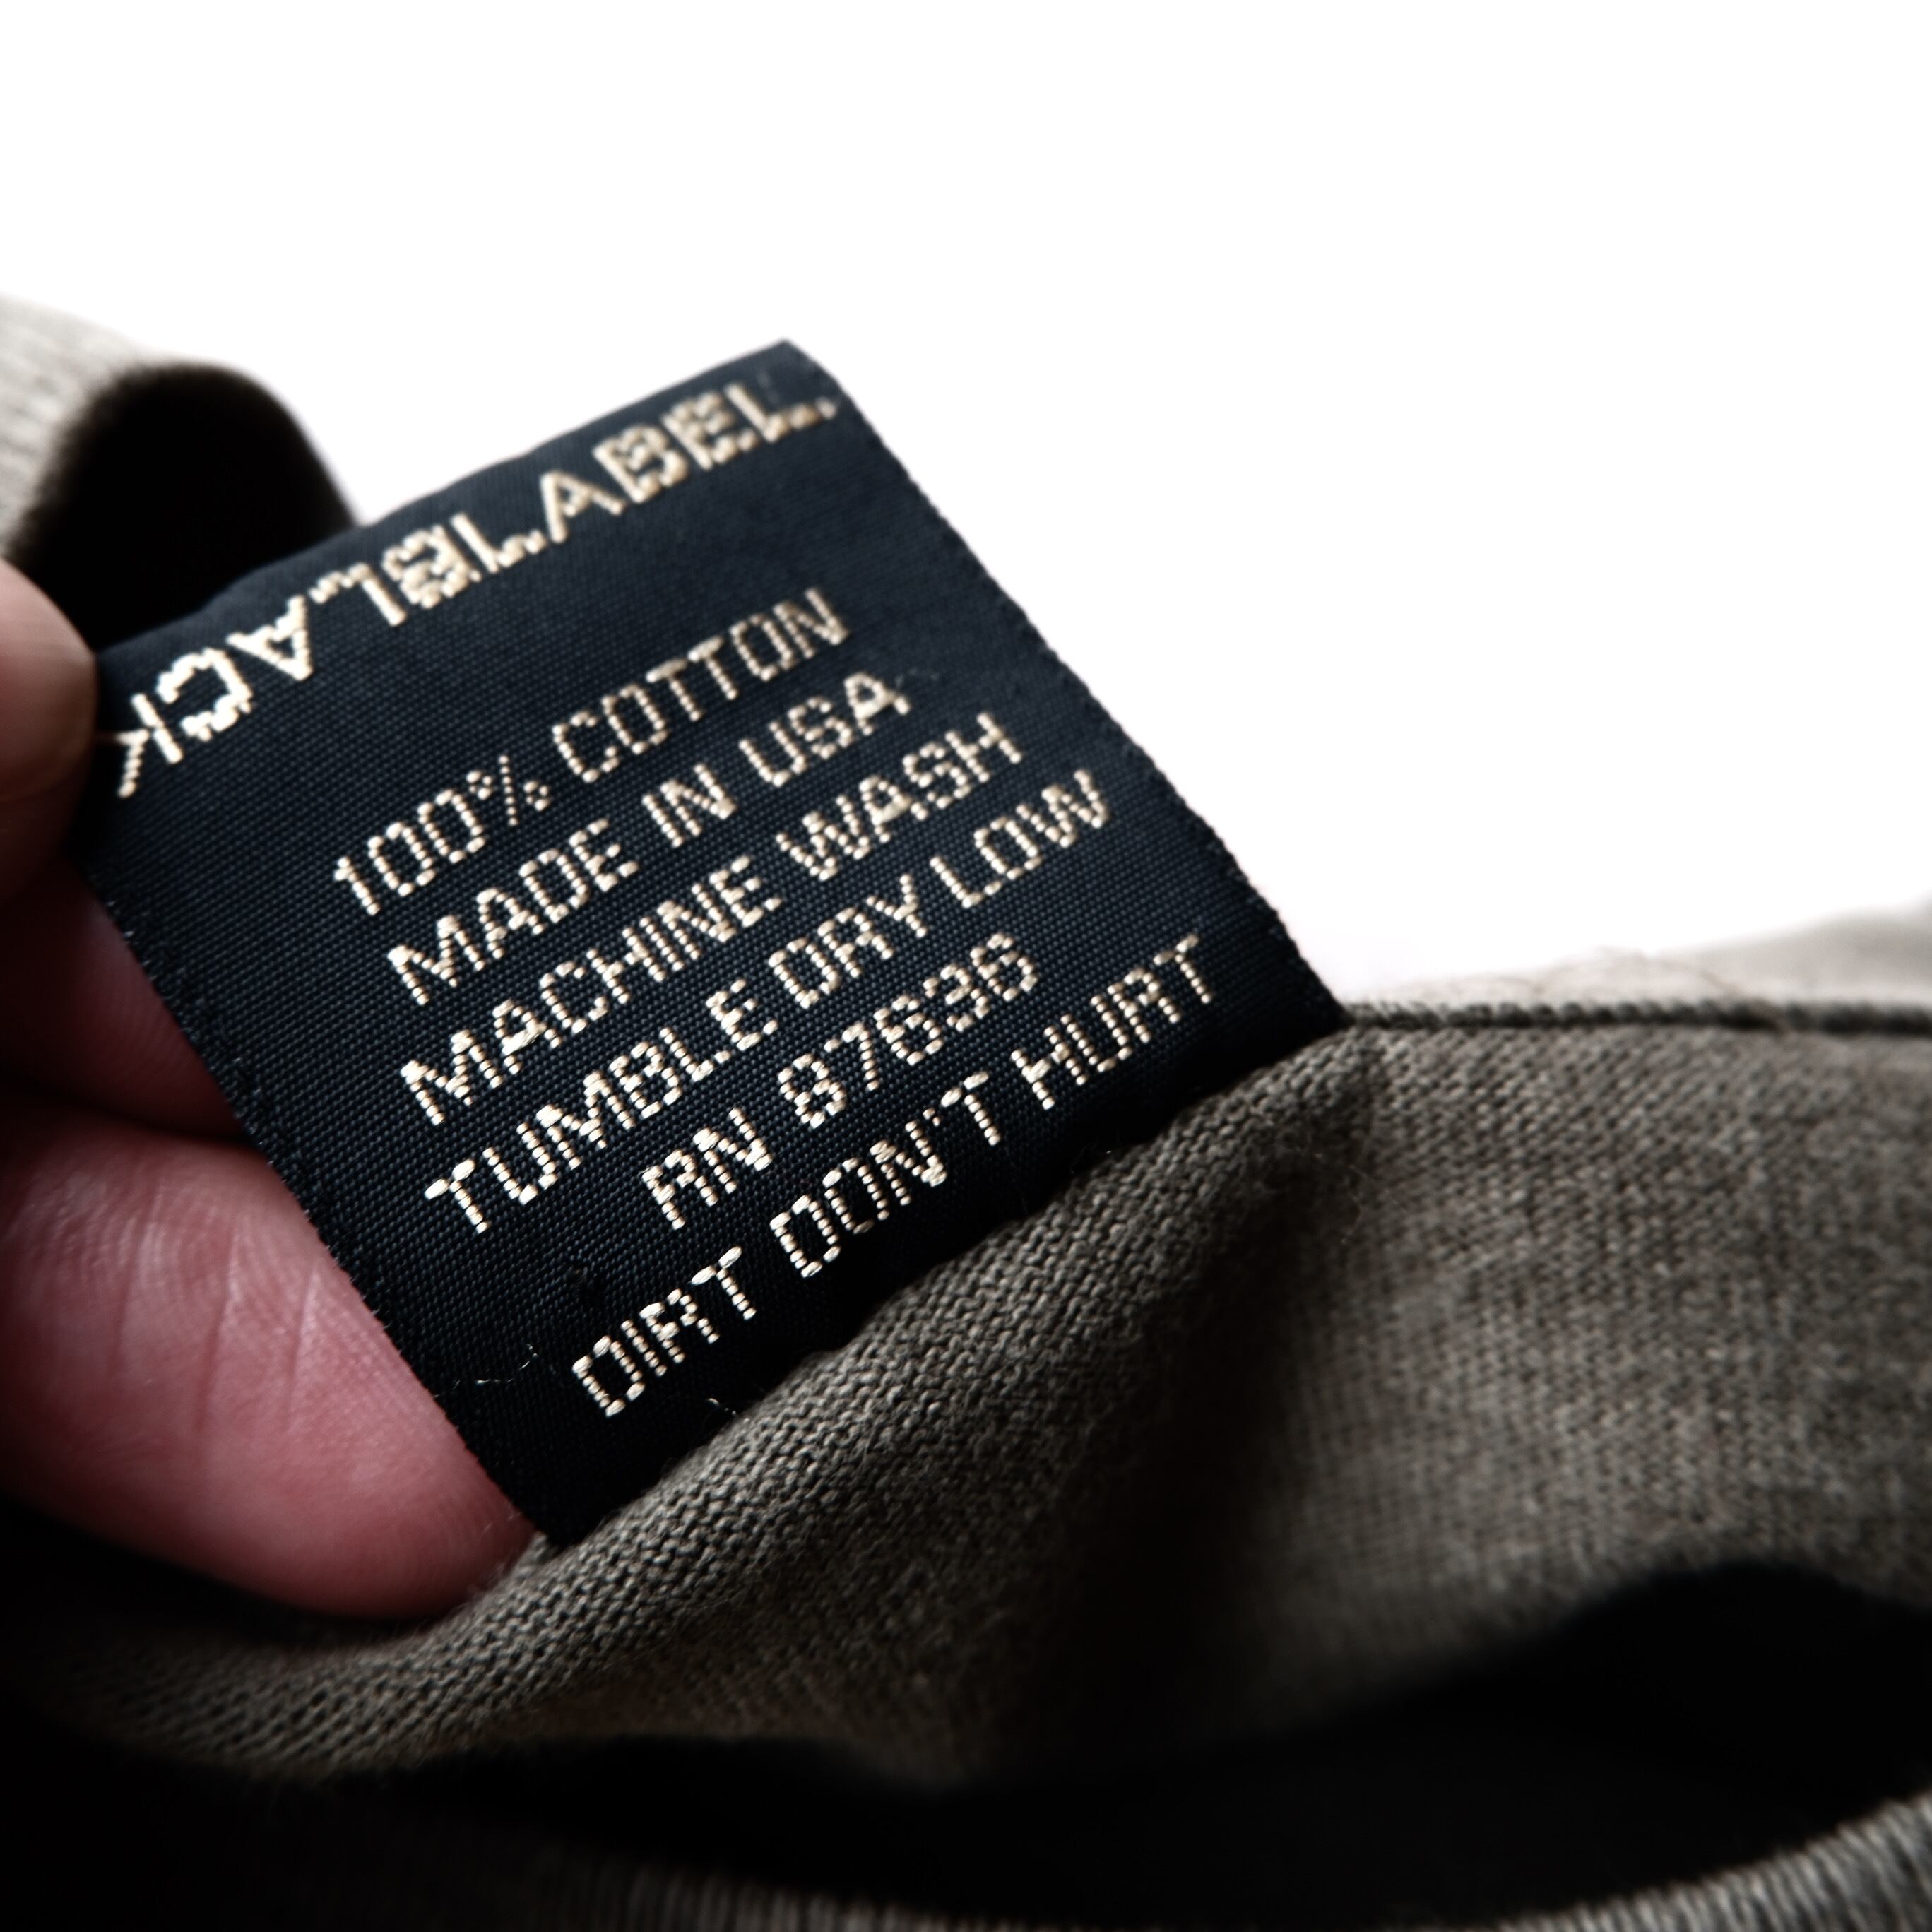 BLACK LABEL
100% COTTON
MADE IN USA
MACHINE WASH
TUMBLE DRY LOW
RN 87636
DIRT DON'T HURT